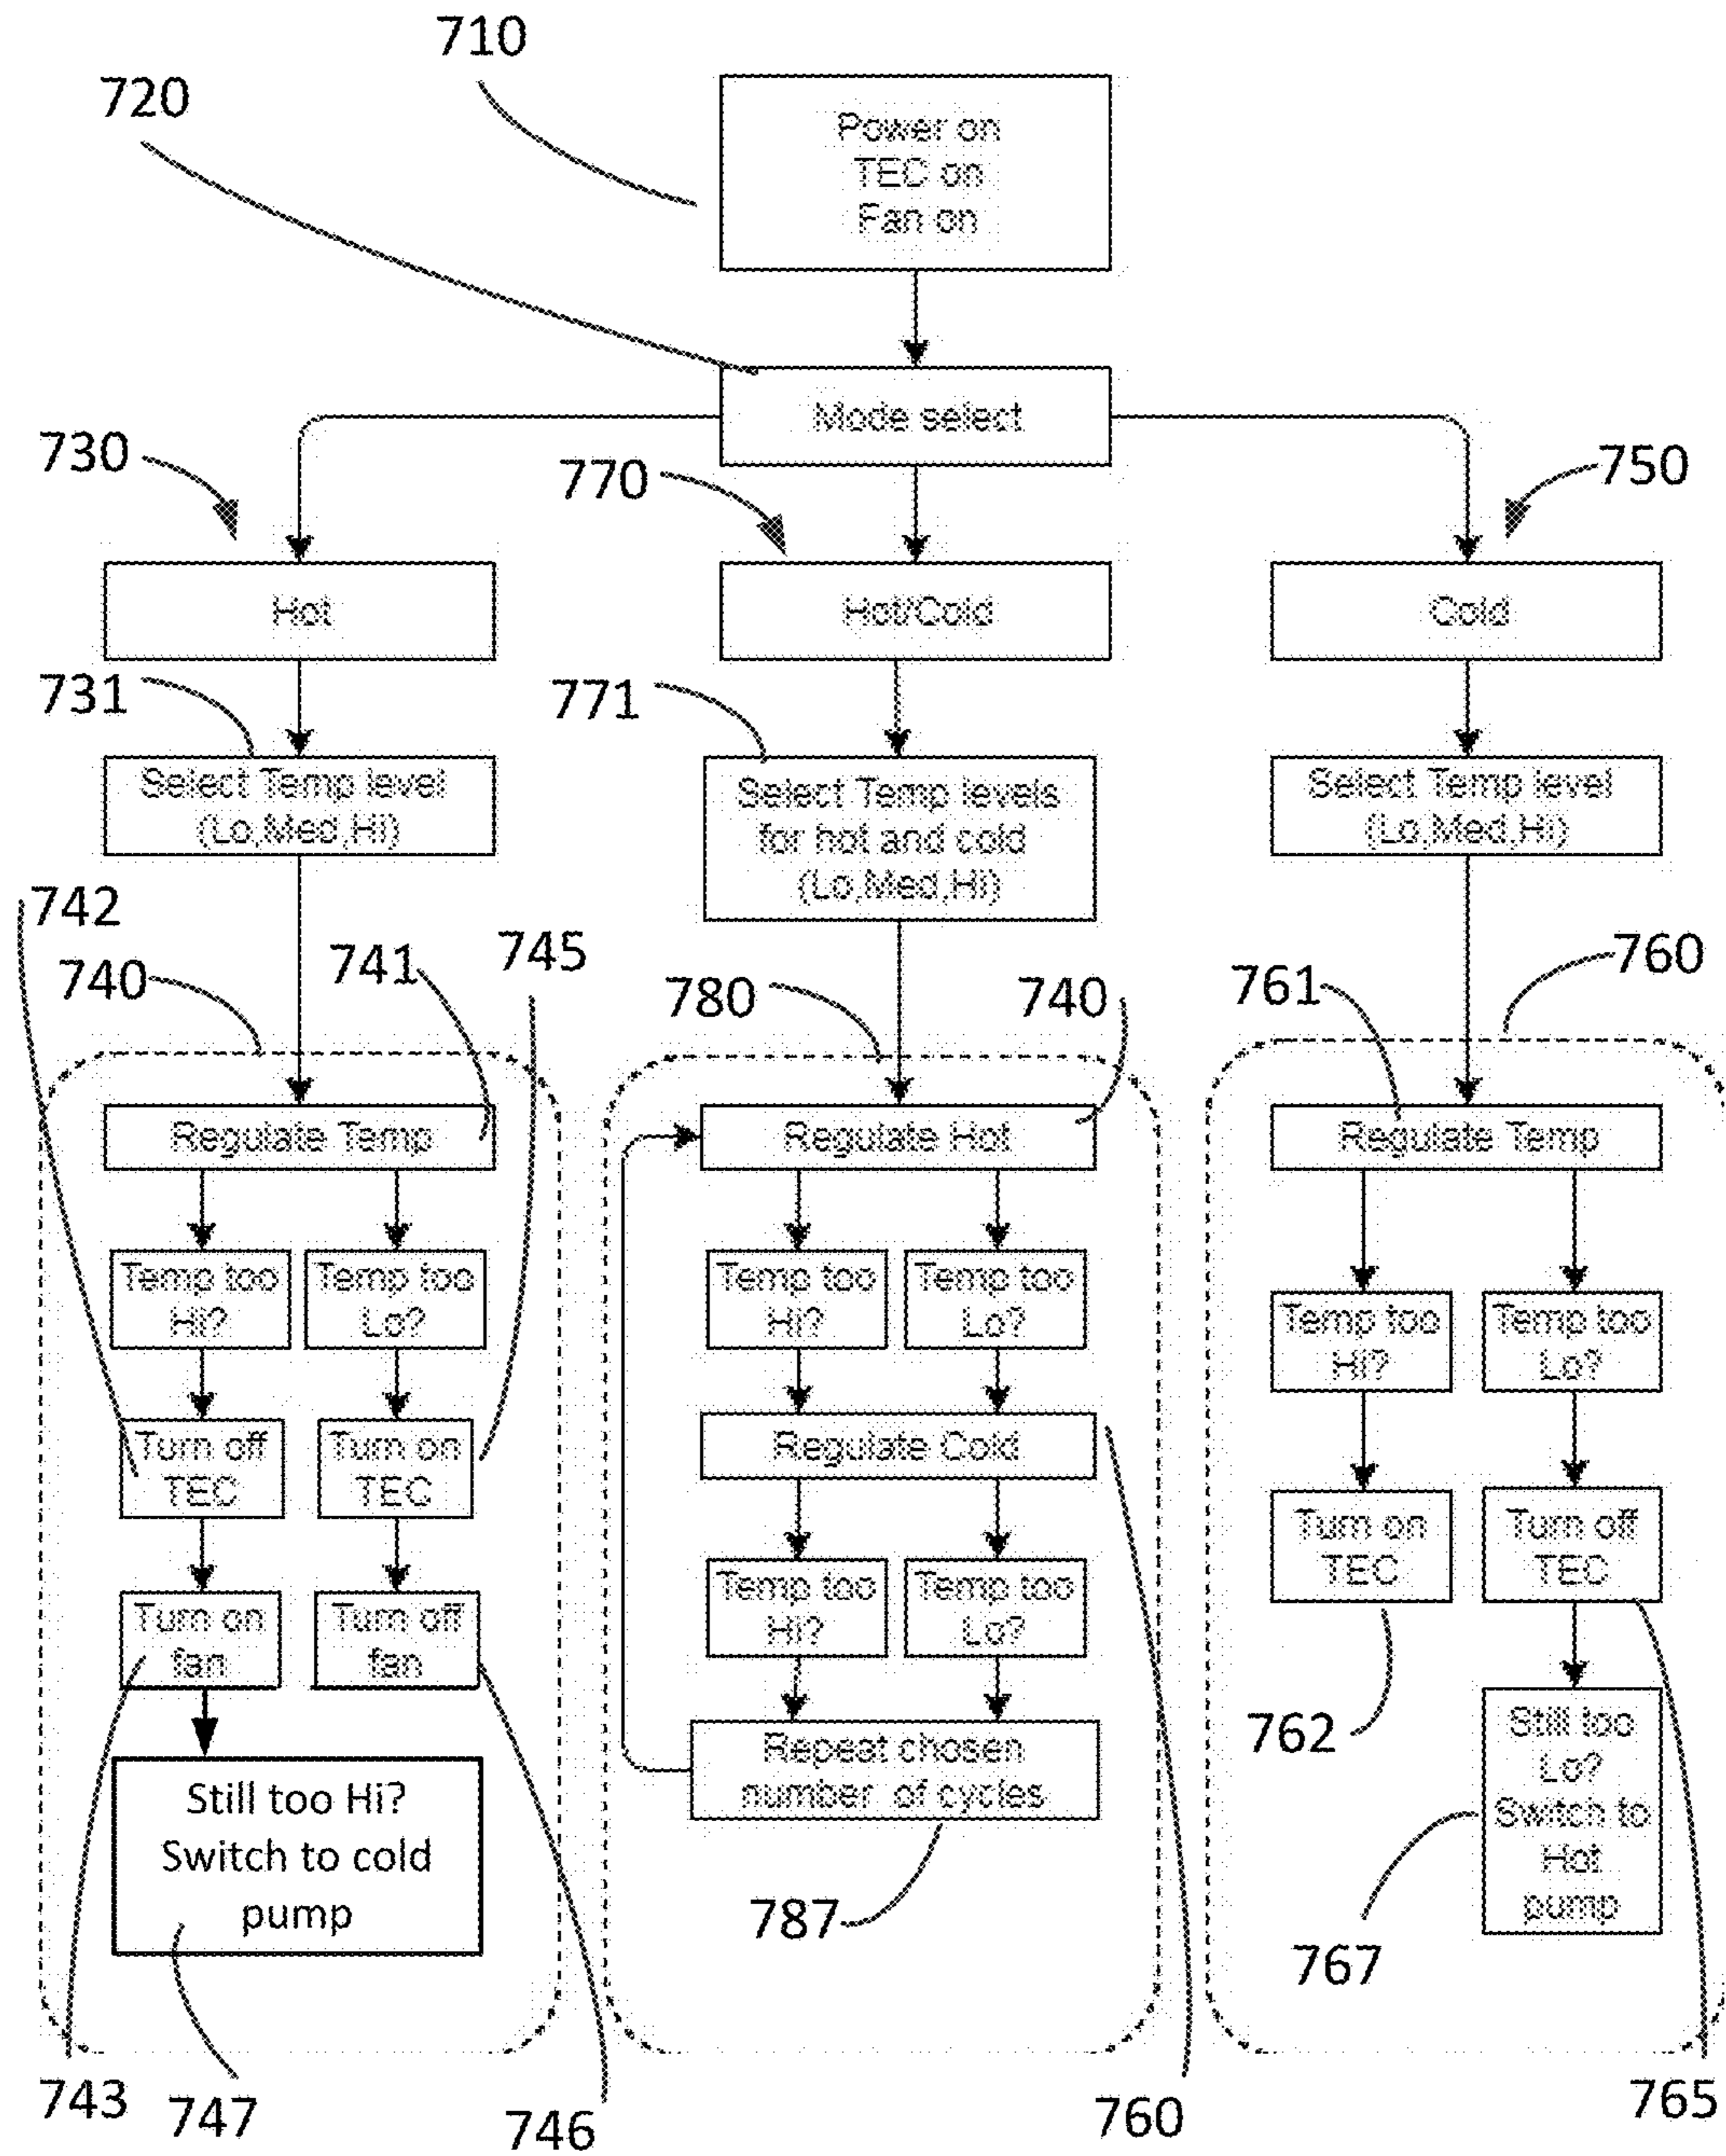 710
720
Power on
TEC on
Fan on
Mode select
730
770
750
Hot
Hot/Cold
Cold
731
771
Select Temp level
(Lo,Med,Hi)
Select Temp levels
for hot and cold
(Lo,Med,Hi)
Select Temp level
(Lo,Med,Hi)
742
740
741
745
780
740
761
760
Regulate Temp
Regulate Hot
Regulate Temp
Temp too
Hi?
Temp too
Lo?
Temp too
Hi?
Temp too
Lo?
Temp too
Hi?
Temp too
Lo?
Turn off
TEC
Turn on
TEC
Regulate Cold
Turn on
TEC
Turn off
TEC
Turn on
fan
Turn off
fan
Temp too
Hi?
Temp too
Lo?
Still too Hi?
Switch to cold
pump
Repeat chosen
number of cycles
762
Still too
Lo?
Switch to
Hot
pump
787
767
743
747
746
760
765